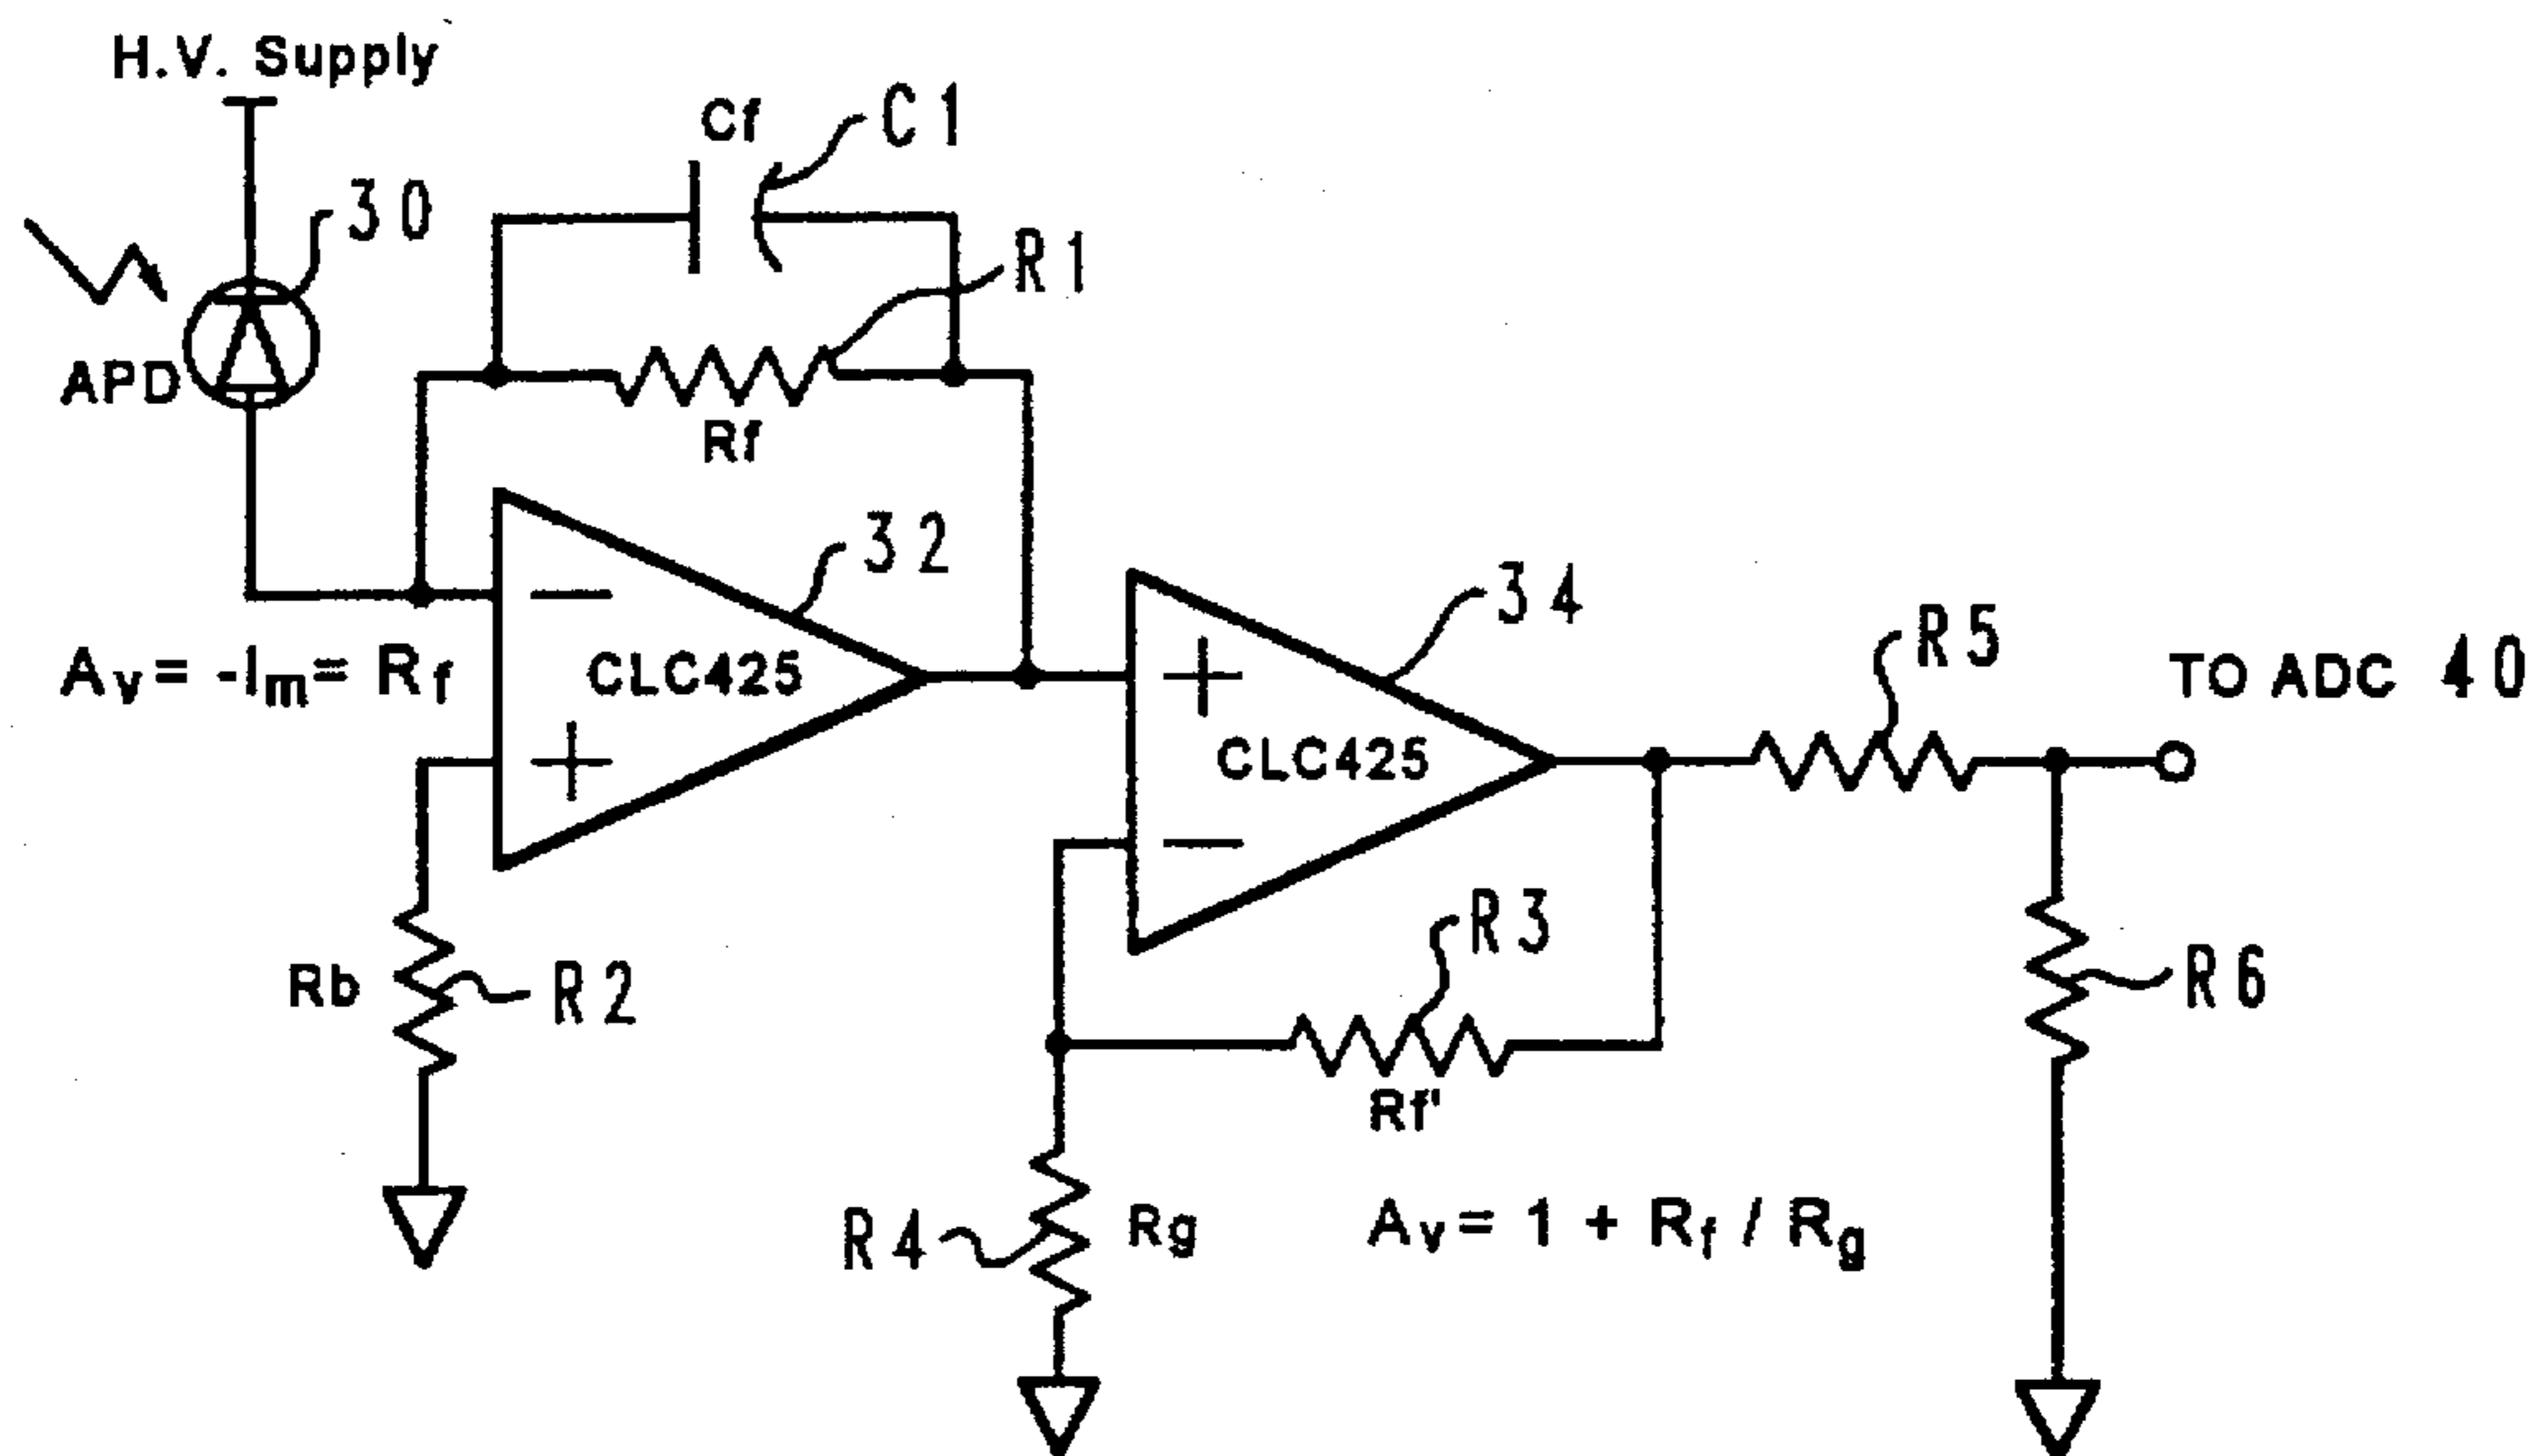 H.V. Supply
Cf
C1
30
R1
APD
Rf
32
34
R5
Av = -Im = Rf
CLC425
TO ADC 40
CLC425
R3
Rb
R2
R6
Rf'
R4
Rg
Av = 1 + Rf / Rg